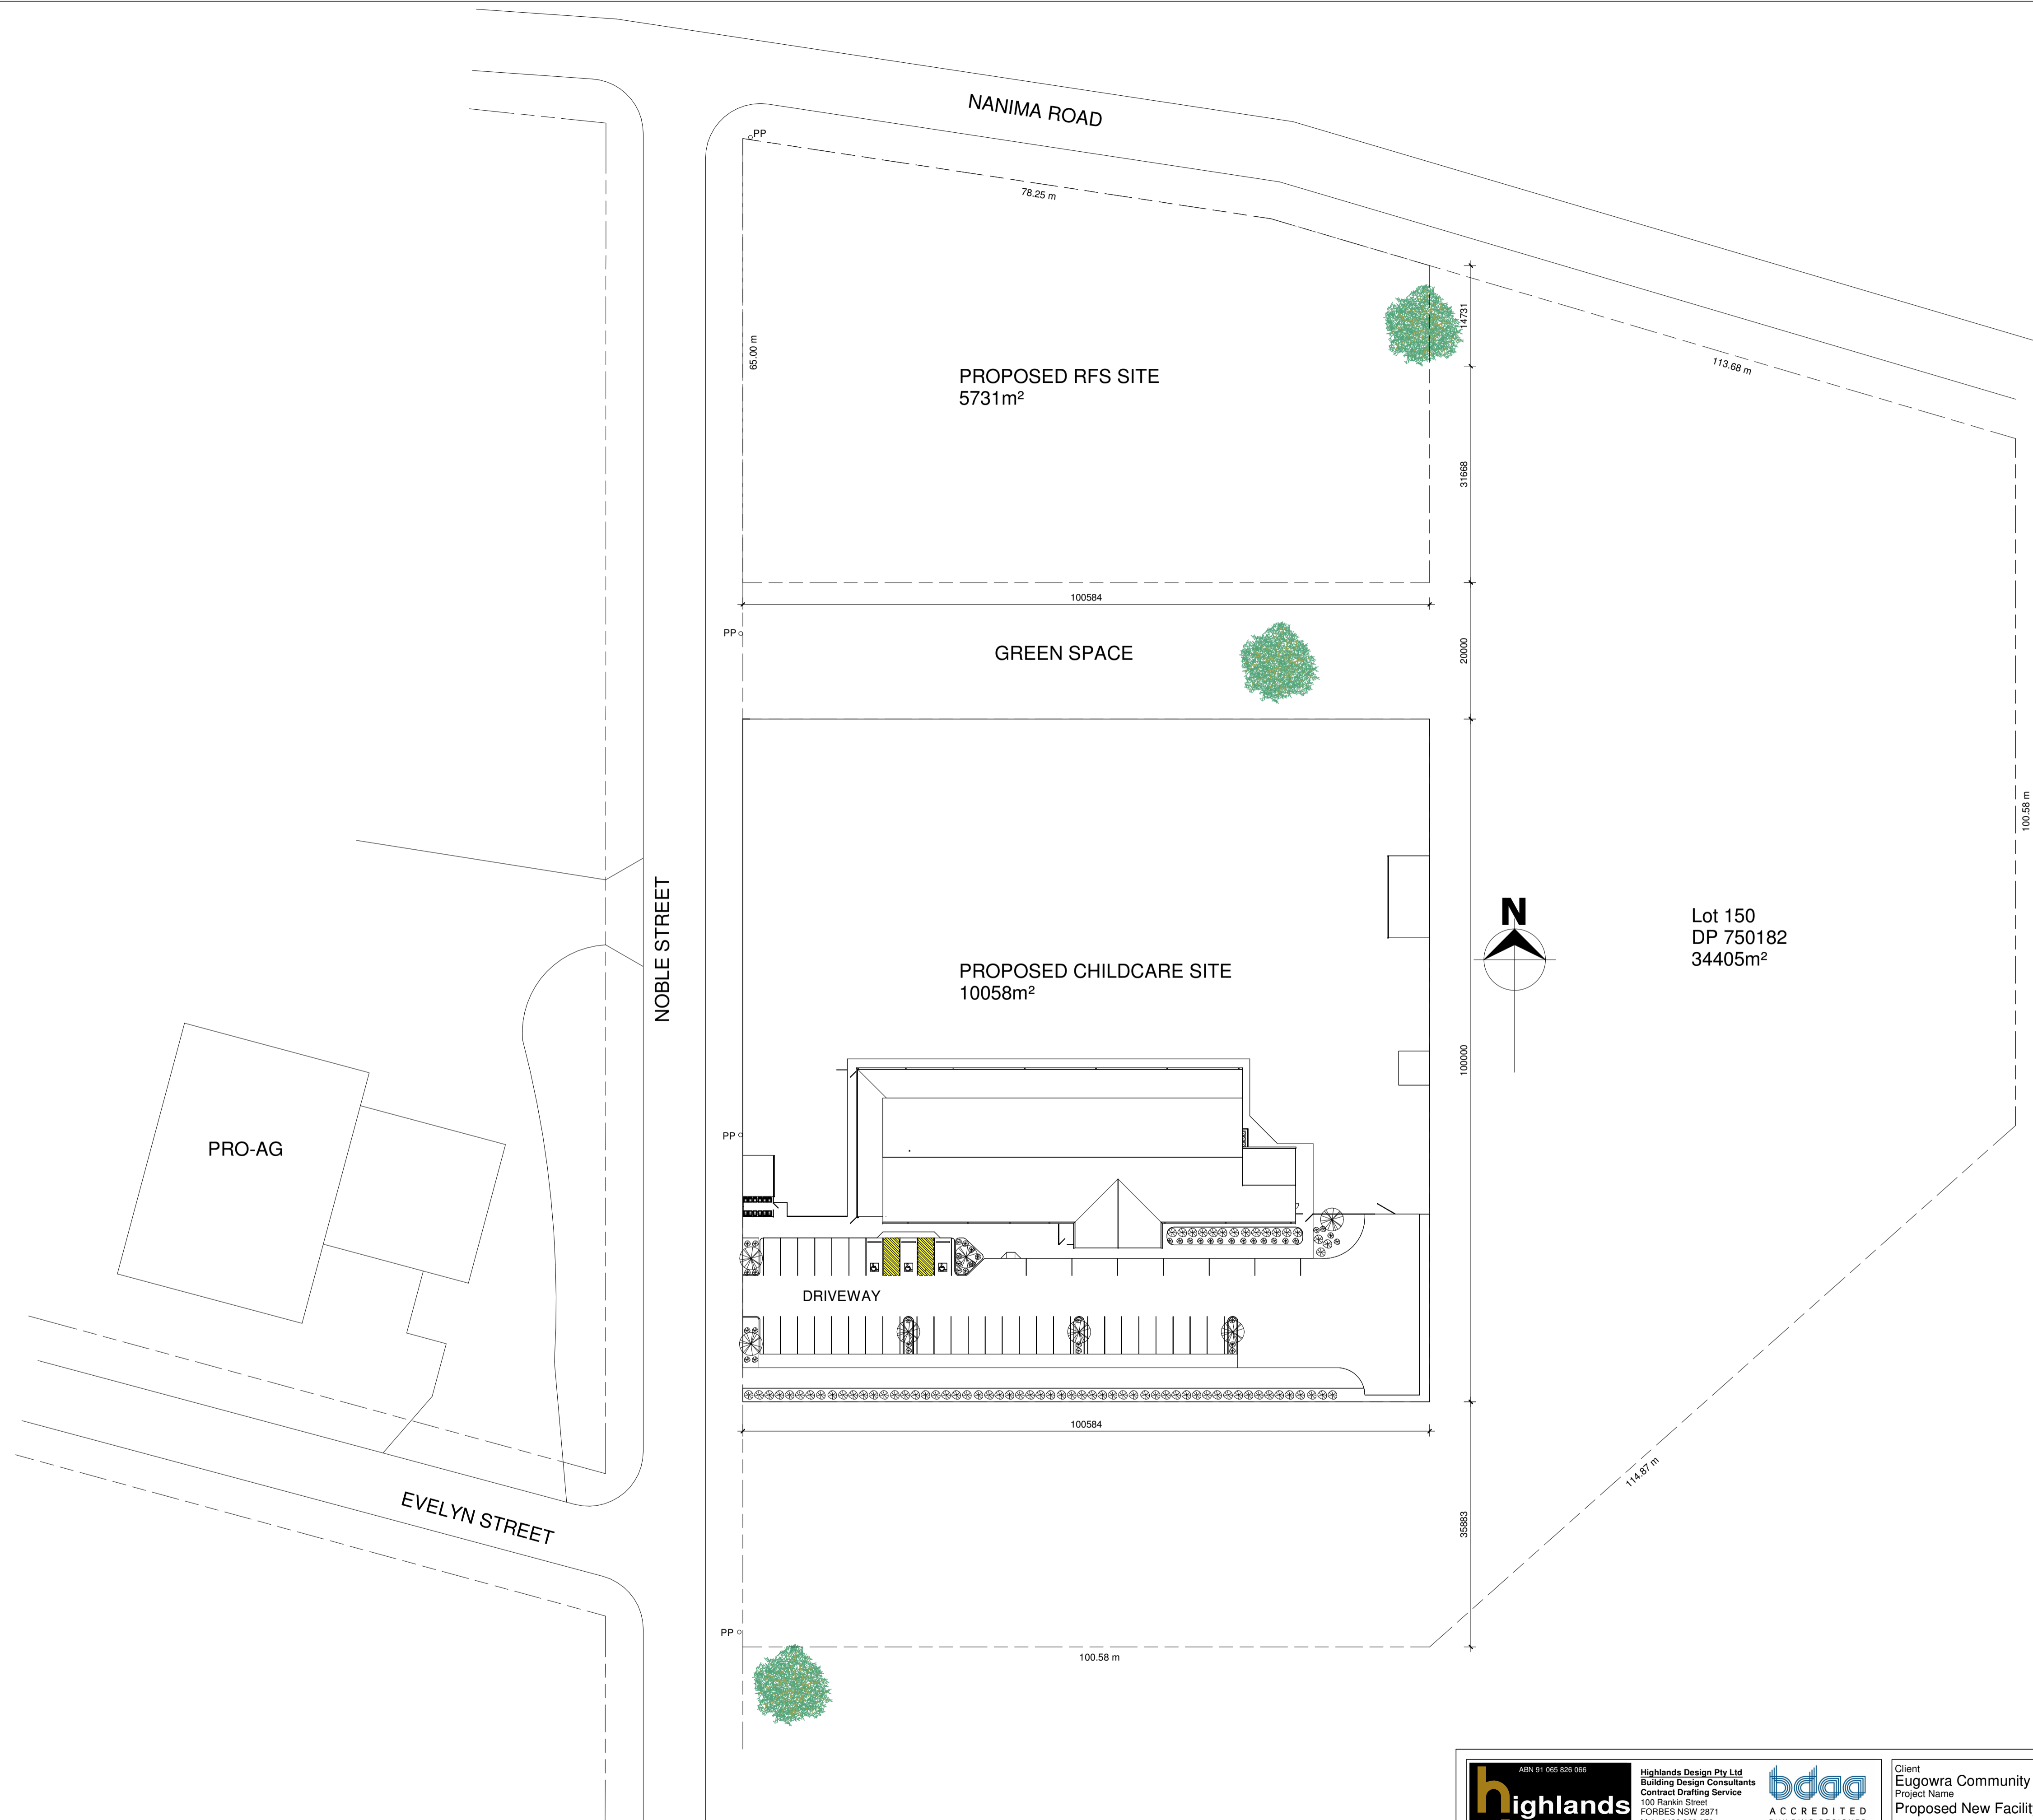 NANIMA ROAD
PP
78.25 m
14731
65.00 m
113.68 m
PROPOSED RFS SITE
5731m²
31668
100584
PP
GREEN SPACE
20000
100.58 m
NOBLE STREET
N
Lot 150
DP 750182
34405m²
PROPOSED CHILDCARE SITE
10058m²
100000
PP
PRO-AG
DRIVEWAY
100584
114.87 m
EVELYN STREET
35883
PP
100.58 m
ABN 91 065 826 066
highlands
Highlands Design Pty Ltd
Building Design Consultants
Contract Drafting Service
100 Rankin Street
FORBES NSW 2871
bdaa
ACCREDITED
Client
Eugowra Community
Project Name
Proposed New Facilit